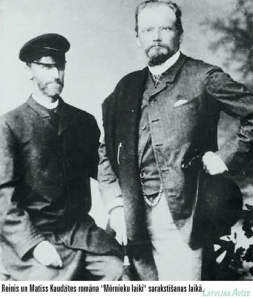 Reinis un Matīss Kaudzītes romāna "Mērnieku laiki" sarakstīšanas laikā.
LATVIJAS AVĪZE